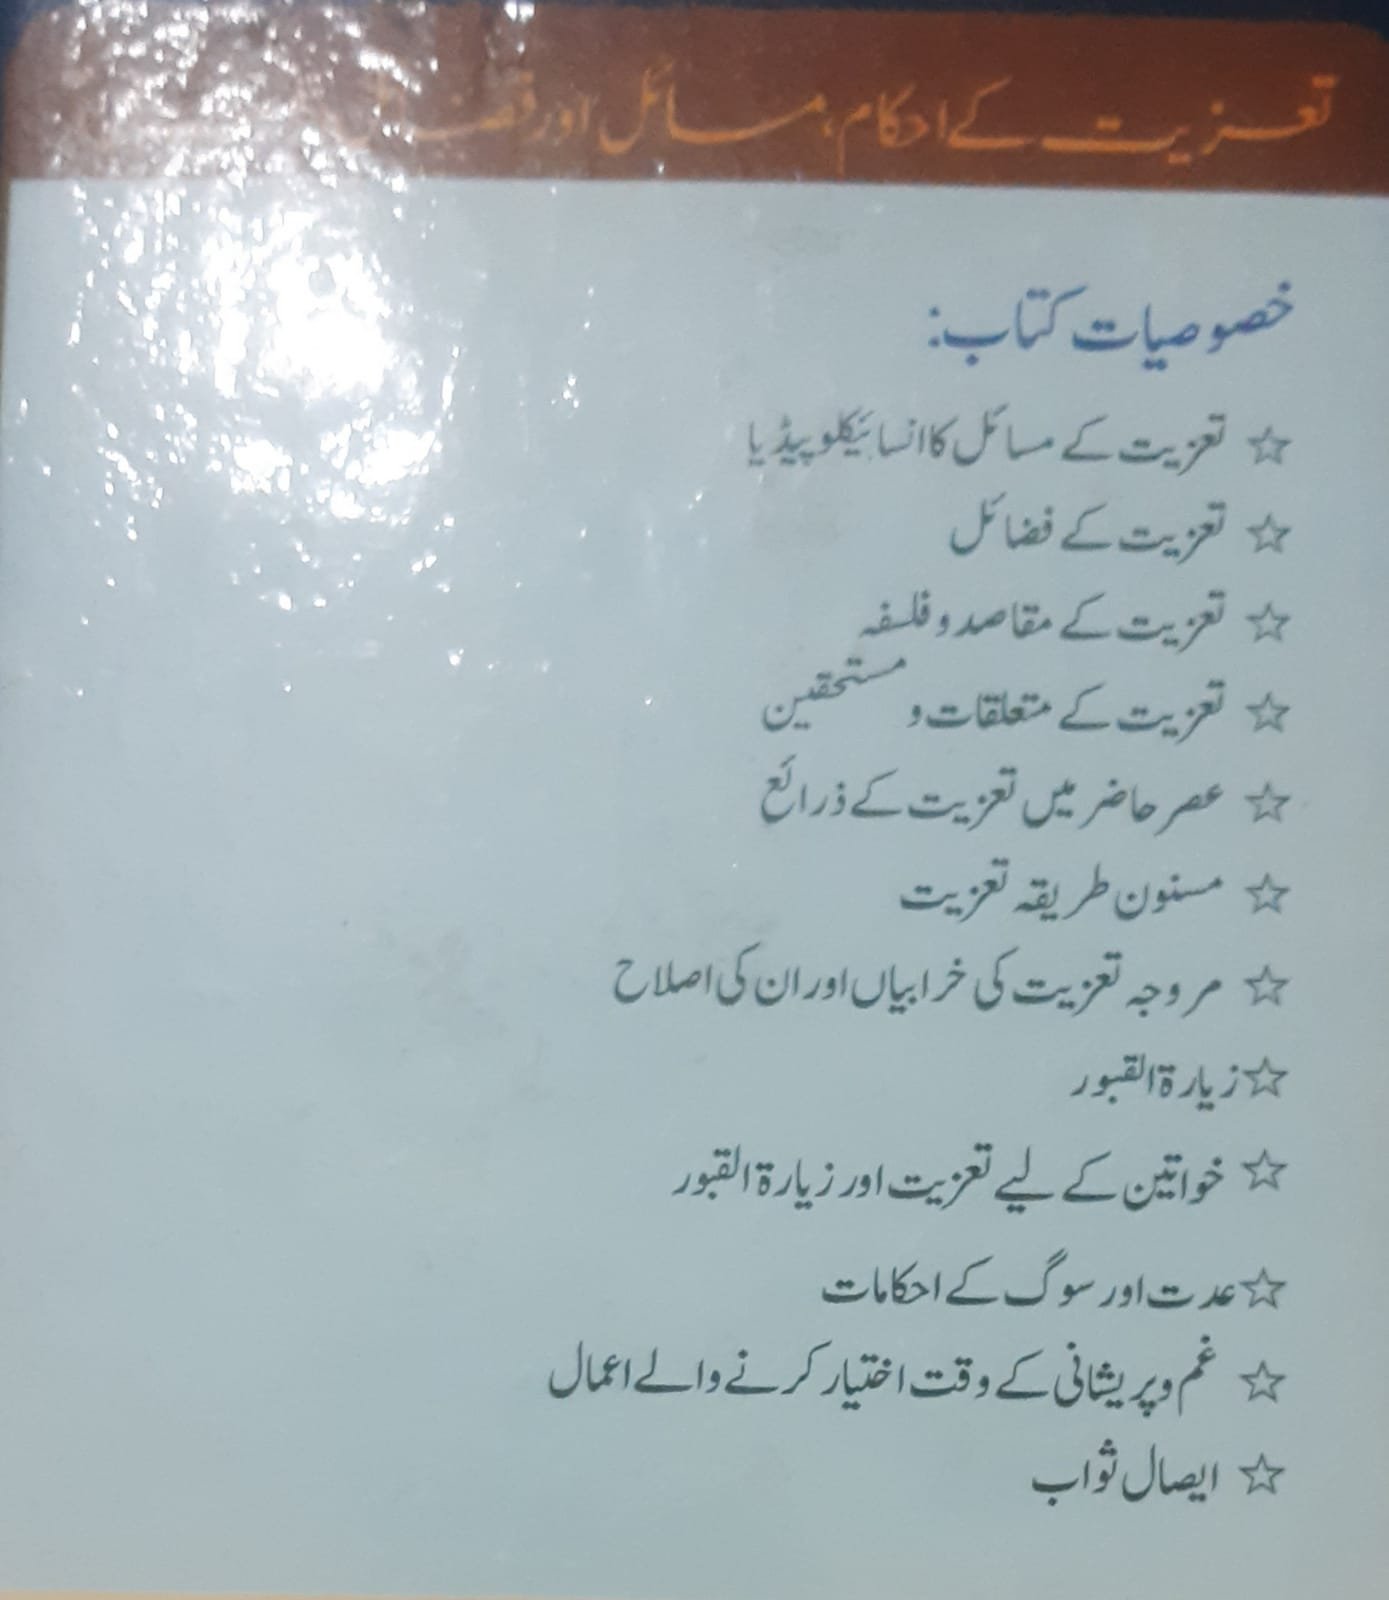 تعزیت کے احکام، مسائل اور
خصوصیات کتاب:
☆ تعزیت کے مسائل کا انسائیکلوپیڈیا
☆ تعزیت کے فضائل
☆ تعزیت کے مقاصد و فلسفہ
☆ تعزیت کے متعلقات و مستحقین
☆ عصر حاضر میں تعزیت کے ذرائع
☆ مسنون طریقہ تعزیت
☆ مروجہ تعزیت کی خرابیاں اور ان کی اصلاح
☆ زیارۃ القبور
☆ خواتین کے لیے تعزیت اور زیارۃ القبور
☆ عدت اور سوگ کے احکامات
☆ غم و پریشانی کے وقت اختیار کرنے والے اعمال
☆ ایصال ثواب